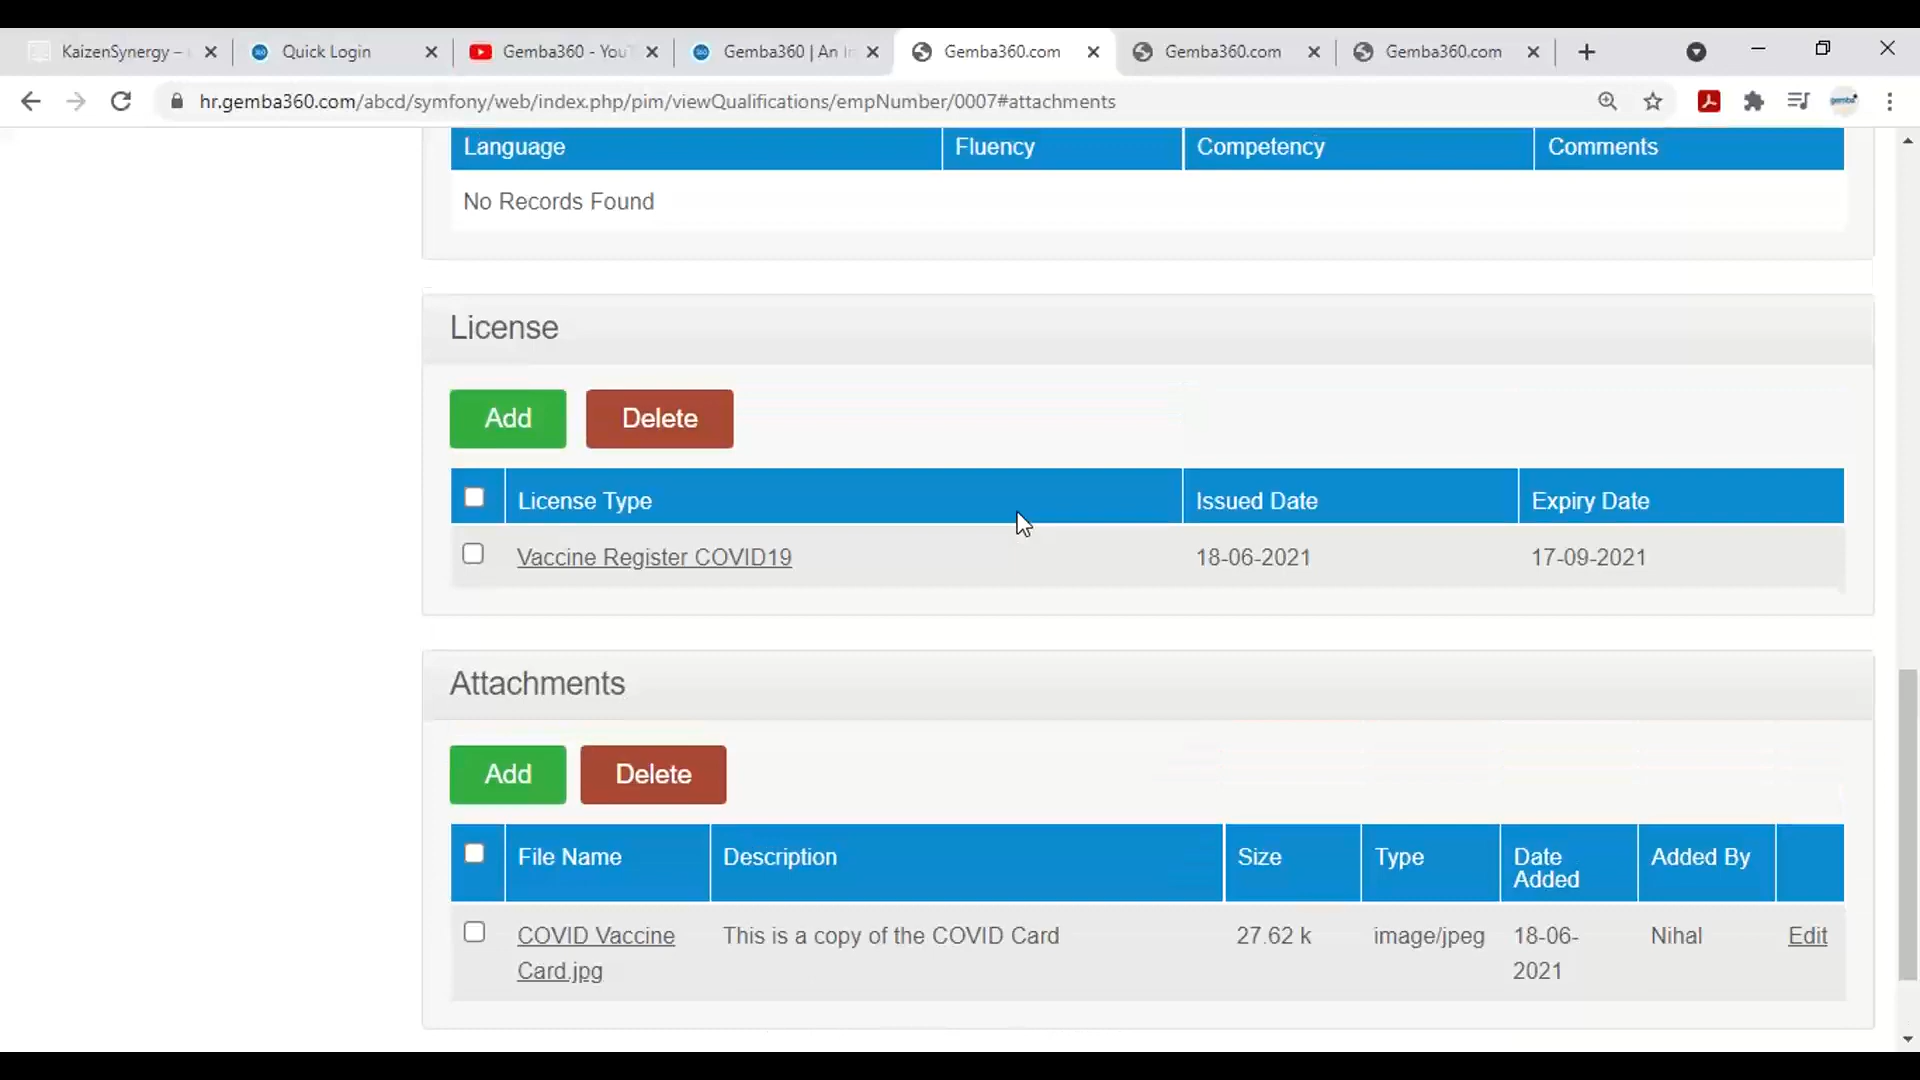 KaizenSynergy –
Quick Login
Gemba360 - YouT
Gemba360 | An In
Gemba360.com
Gemba360.com
Gemba360.com
hr.gemba360.com/abcd/symfony/web/index.php/pim/viewQualifications/empNumber/0007#attachments
Language Fluency Competency Comments
No Records Found
License
Add Delete
License Type Issued Date Expiry Date
Vaccine Register COVID19 18-06-2021 17-09-2021
Attachments
Add Delete
File Name Description Size Type Date Added Added By
COVID Vaccine Card.jpg This is a copy of the COVID Card 27.62 k image/jpeg 18-06-2021 Nihal Edit